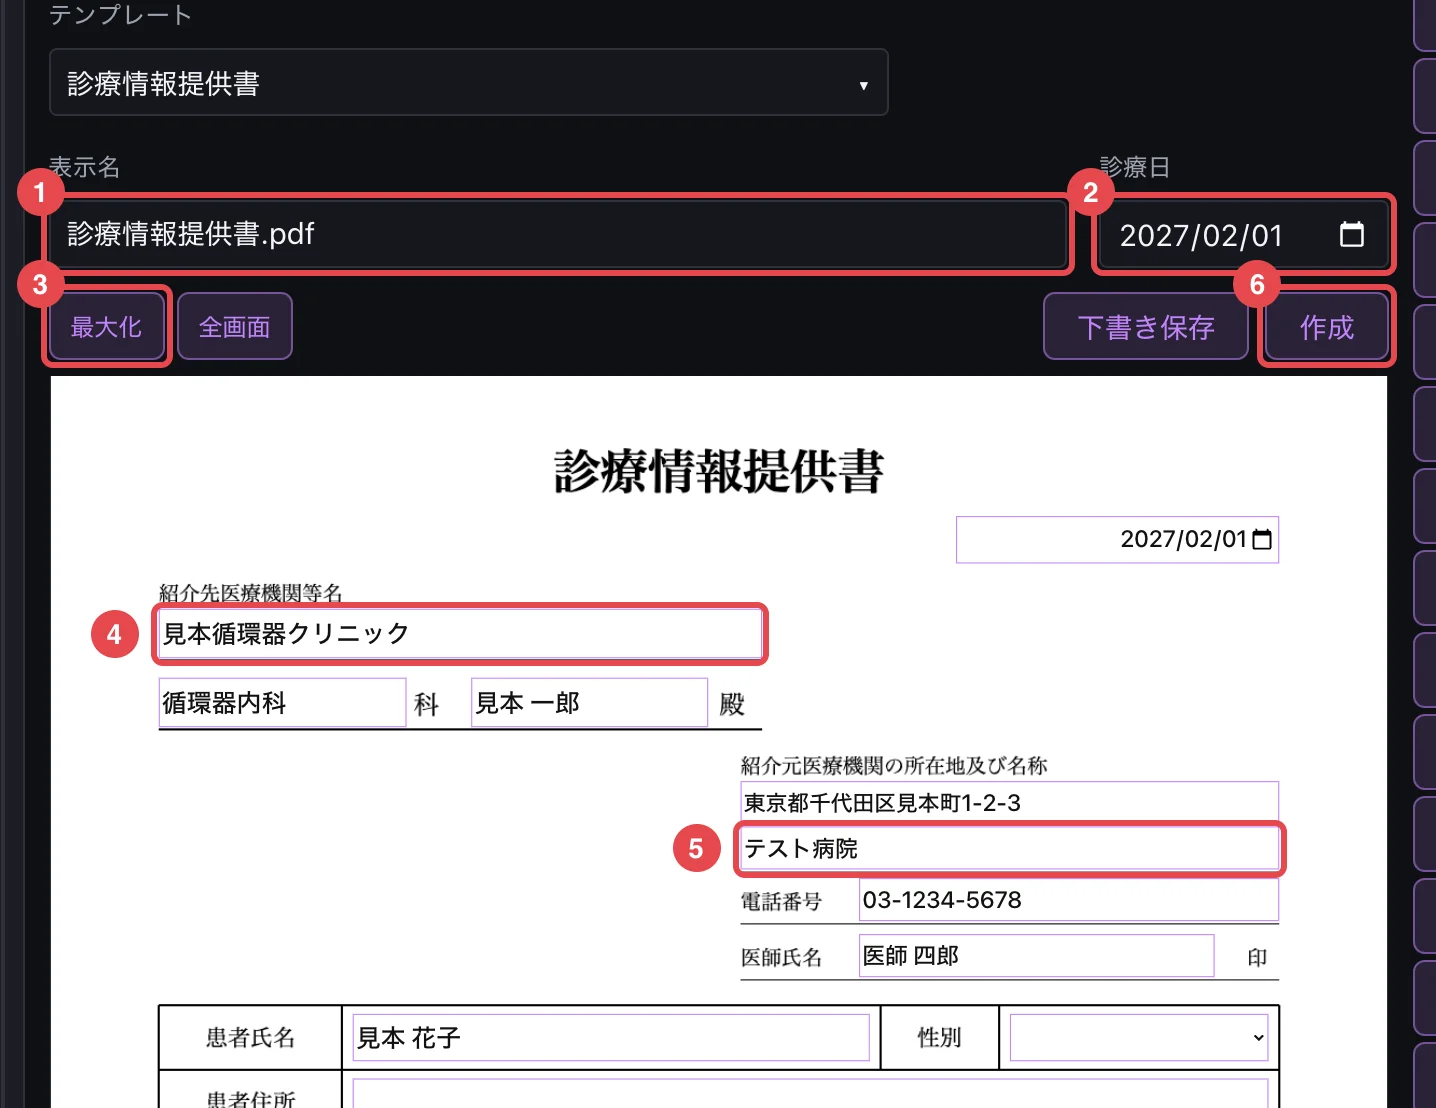 テンプレート
診療情報提供書
表示名
診療日
1
2
診療情報提供書.pdf
2027/02/01
3
6
最大化
全画面
下書き保存
作成
診療情報提供書
2027/02/01
紹介先医療機関等名
4
見本循環器クリニック
循環器内科 科 見本 一郎 殿
紹介元医療機関の所在地及び名称
東京都千代田区見本町1-2-3
5
テスト病院
電話番号 03-1234-5678
医師氏名 医師 四郎 印
患者氏名 見本 花子 性別
患者住所